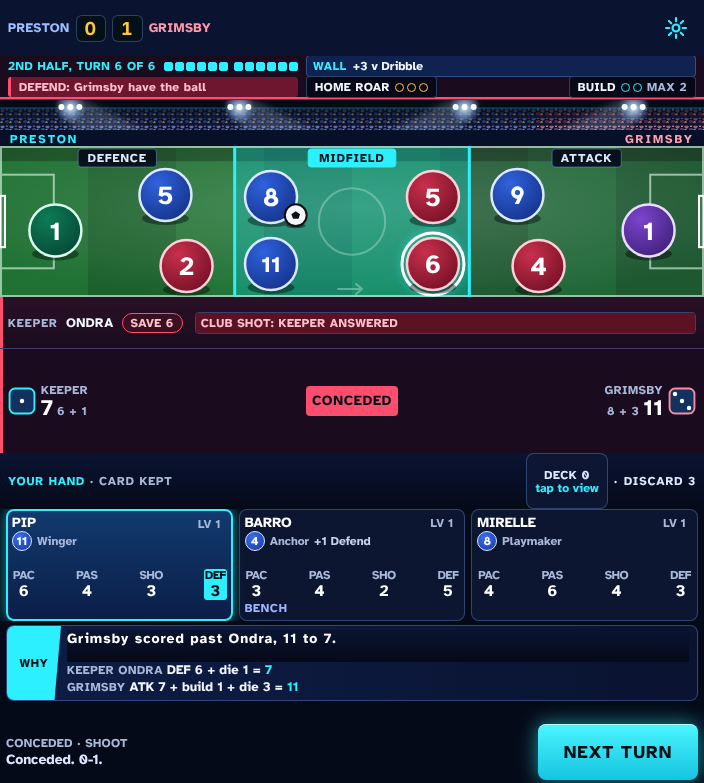 PRESTON 0 1 GRIMSBY
2ND HALF, TURN 6 OF 6
WALL +3 v Dribble
DEFEND: Grimsby have the ball
HOME ROAR
BUILD MAX 2
PRESTON
GRIMSBY
DEFENCE
MIDFIELD
ATTACK
5
8
5
9
1
1
2
11
6
4
KEEPER ONDRA SAVE 6
CLUB SHOT: KEEPER ANSWERED
KEEPER
7 6 + 1
CONCEDED
GRIMSBY
8 + 3 11
YOUR HAND · CARD KEPT
DECK 0
tap to view
· DISCARD 3
PIP LV 1
11 Winger
PAC PAS SHO DEF
6 4 3 3
BARRO LV 1
4 Anchor +1 Defend
PAC PAS SHO DEF
3 4 2 5
BENCH
MIRELLE LV 1
8 Playmaker
PAC PAS SHO DEF
4 6 4 3
WHY
Grimsby scored past Ondra, 11 to 7.
KEEPER ONDRA DEF 6 + die 1 = 7
GRIMSBY ATK 7 + build 1 + die 3 = 11
CONCEDED · SHOOT
Conceded. 0-1.
NEXT TURN